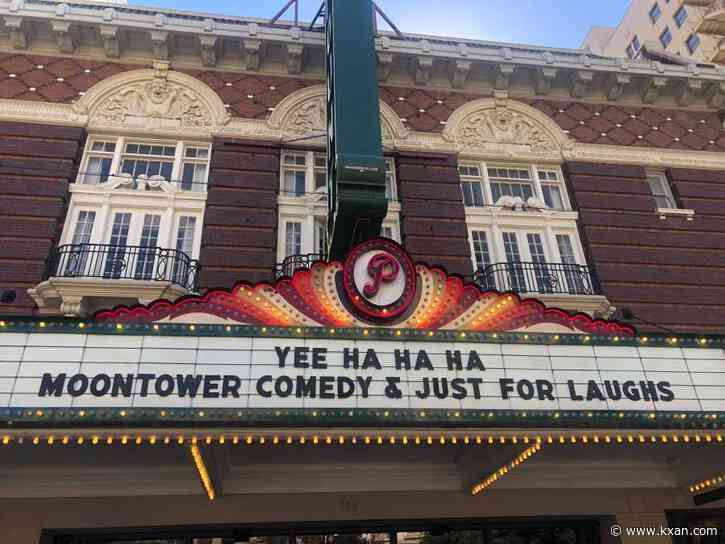 P
YEE HA HA HA
MOONTOWER COMEDY & JUST FOR LAUGHS
www.kxan.com